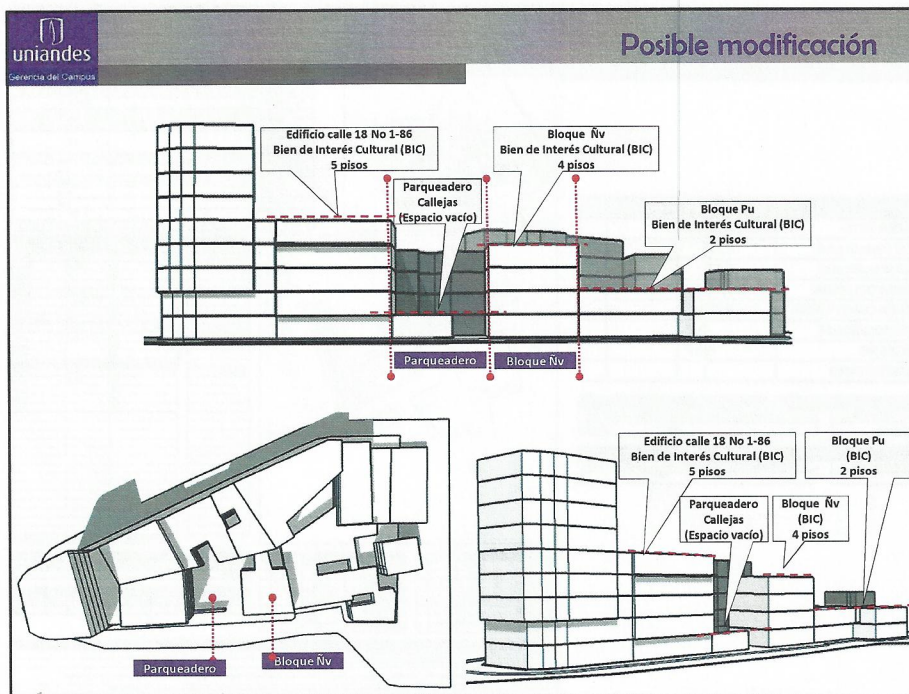 uniandes
Gerencia del Campus
Posible modificación
Edificio calle 18 No 1-86
Bien de Interés Cultural (BIC)
5 pisos
Parqueadero
Callejas
(Espacio vacío)
Bloque Ñv
Bien de Interés Cultural (BIC)
4 pisos
Bloque Pu
Bien de Interés Cultural (BIC)
2 pisos
Parqueadero
Bloque Ñv
Parqueadero
Bloque Ñv
Edificio calle 18 No 1-86
Bien de Interés Cultural (BIC)
5 pisos
Parqueadero
Callejas
(Espacio vacío)
Bloque Ñv
(BIC)
4 pisos
Bloque Pu
(BIC)
2 pisos